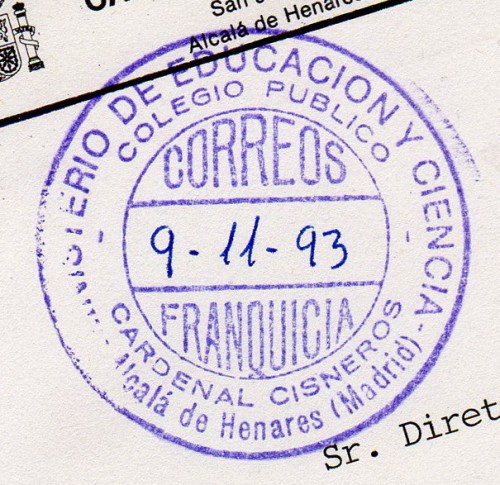 San
Alcalá de Henares
MINISTERIO DE EDUCACION Y CIENCIA -
COLEGIO PUBLICO
CORREOS
9-11-93
FRANQUICIA
CARDENAL CISNEROS
- Alcalá de Henares (Madrid) -
Sr. Diret